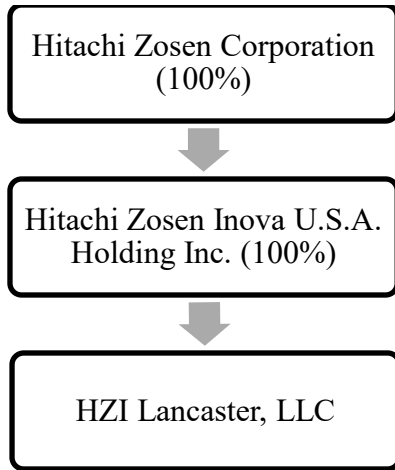 Hitachi Zosen Corporation
(100%)
Hitachi Zosen Inova U.S.A.
Holding Inc. (100%)
HZI Lancaster, LLC